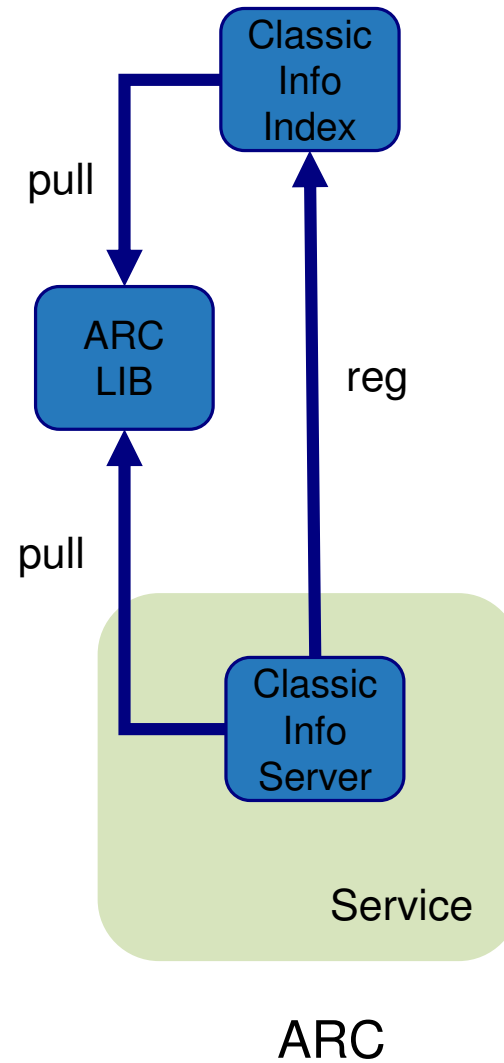 Classic
Info
Index
pull
ARC
LIB
reg
pull
Classic
Info
Server
Service
ARC